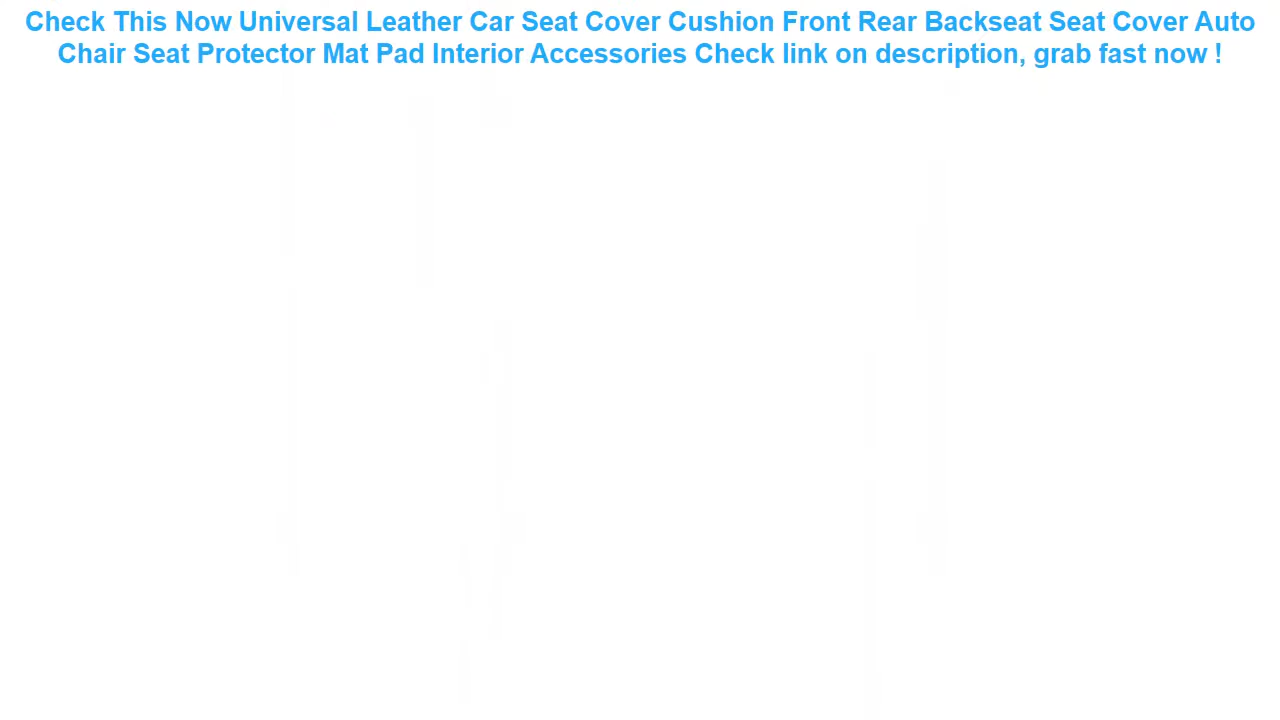 Check This Now Universal Leather Car Seat Cover Cushion Front Rear Backseat Seat Cover Auto
Chair Seat Protector Mat Pad Interior Accessories Check link on description, grab fast now !